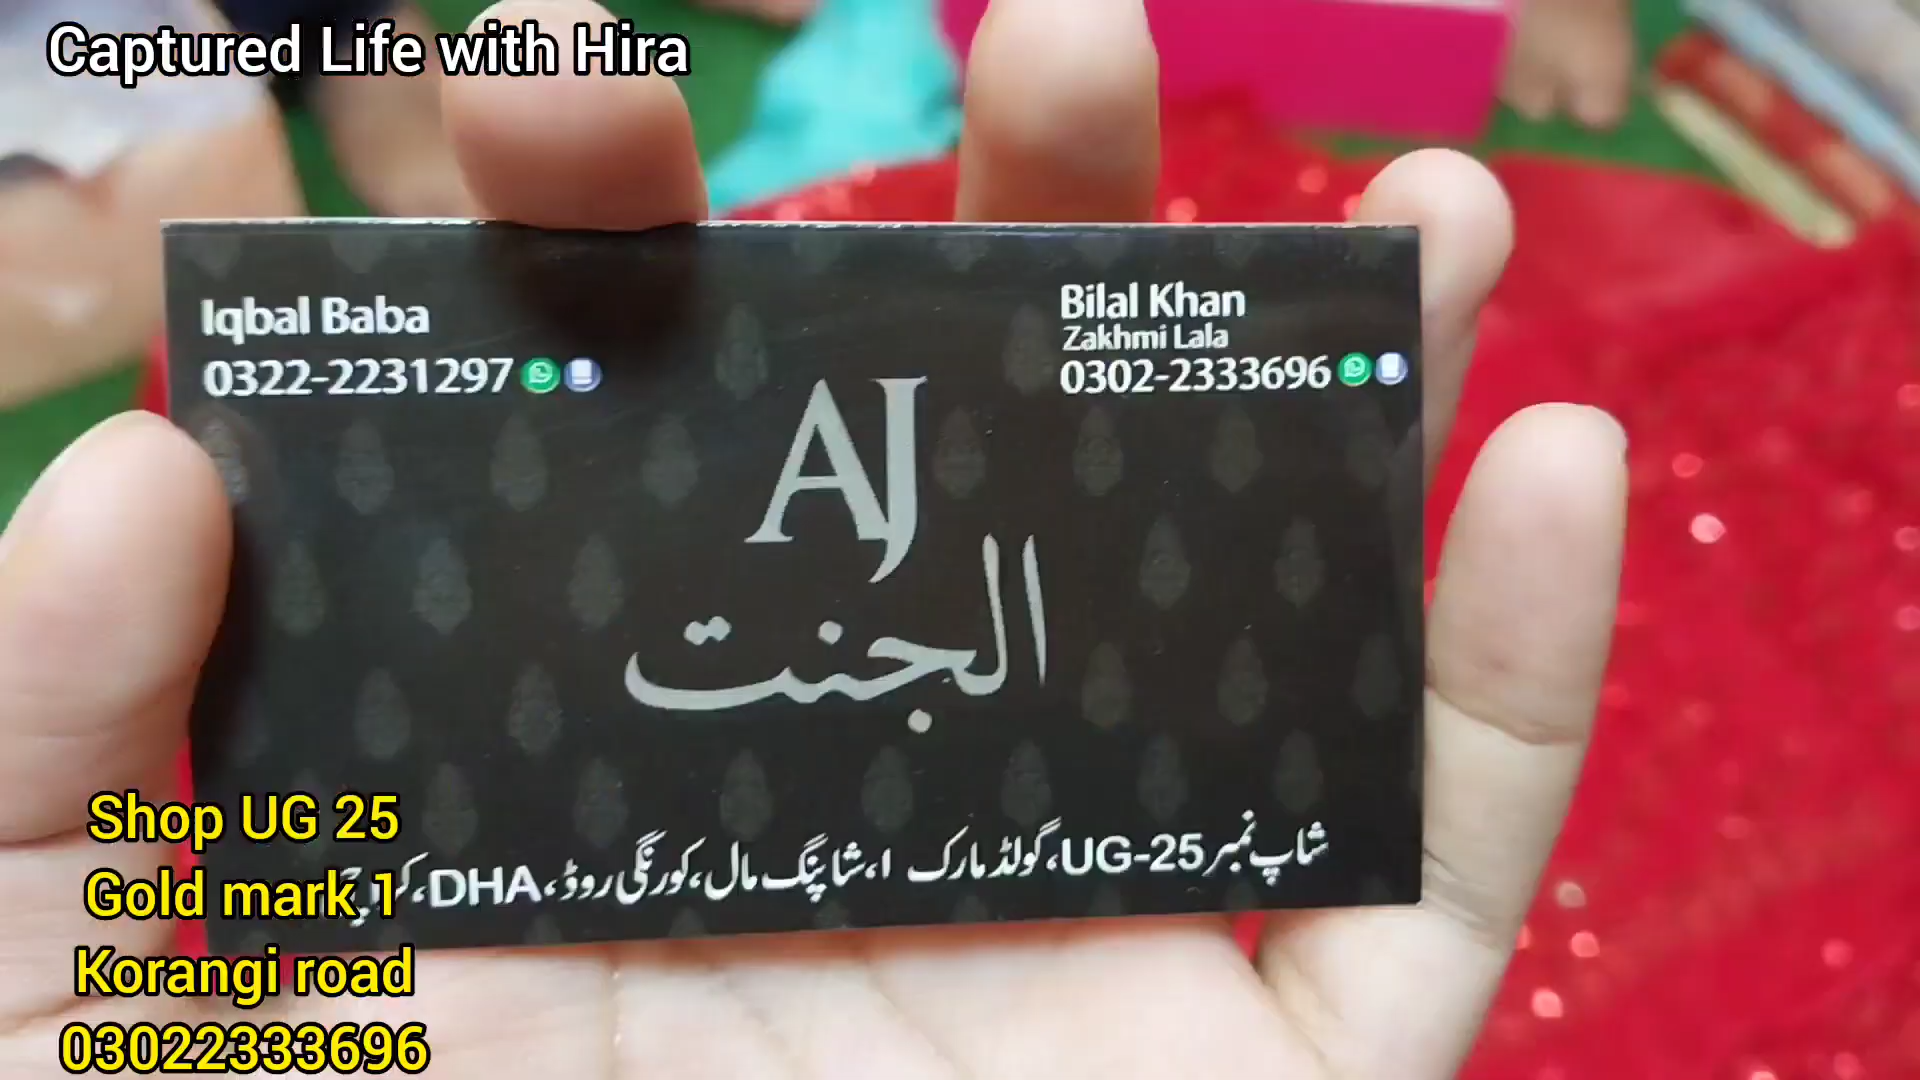 Captured Life with Hira
Iqbal Baba
0322-2231297
Bilal Khan
Zakhmi Lala
0302-2333696
AJ
الجنت
شاپ نمبر UG-25، گولڈ مارک 1، شاپنگ مال، کورنگی روڈ، DHA،
Shop UG 25
Gold mark 1
Korangi road
03022333696